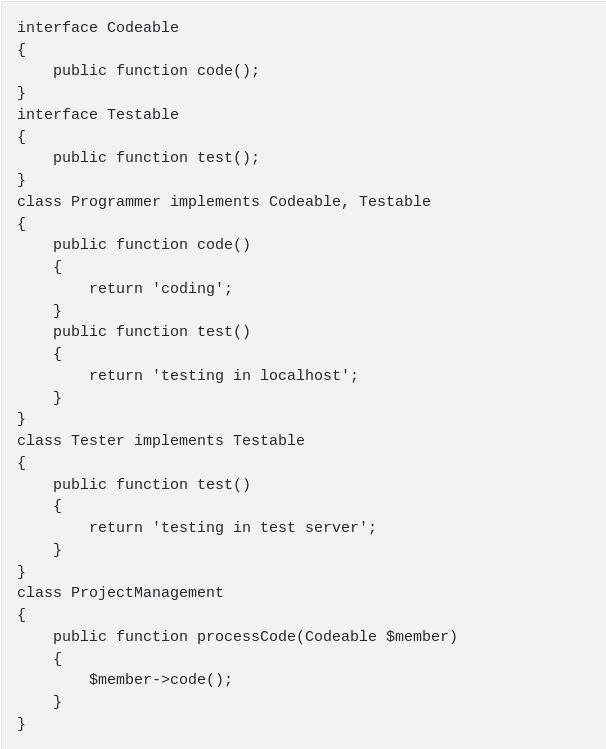 interface Codeable
{
    public function code();
}
interface Testable
{
    public function test();
}
class Programmer implements Codeable, Testable
{
    public function code()
    {
        return 'coding';
    }
    public function test()
    {
        return 'testing in localhost';
    }
}
class Tester implements Testable
{
    public function test()
    {
        return 'testing in test server';
    }
}
class ProjectManagement
{
    public function processCode(Codeable $member)
    {
        $member->code();
    }
}